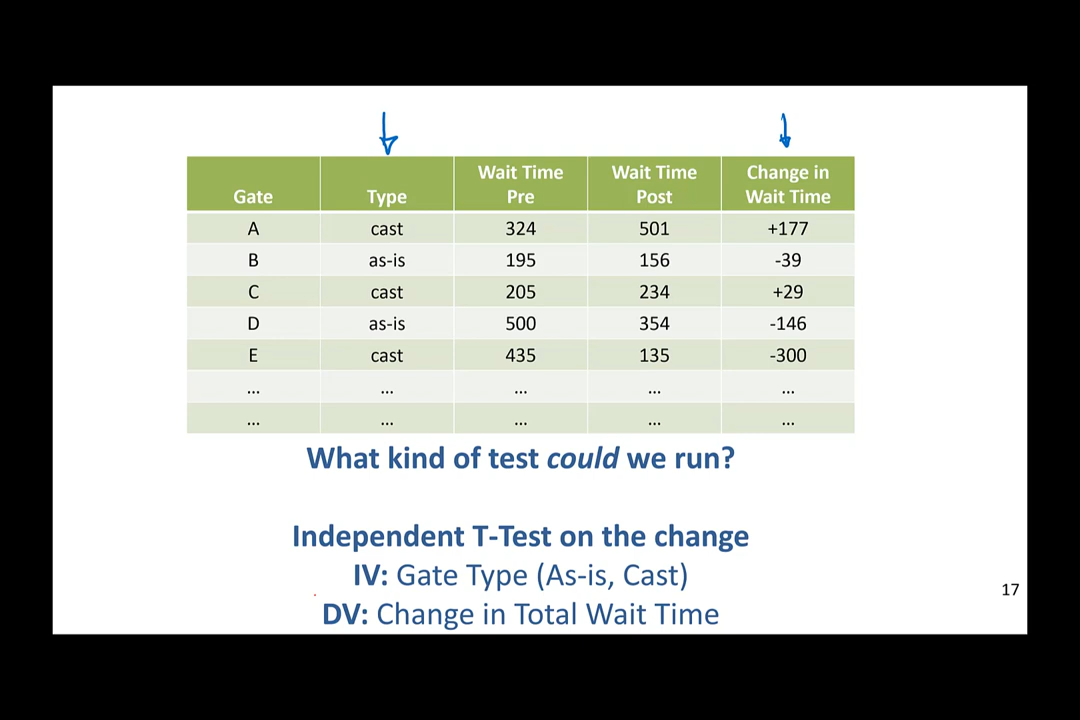 Gate Type Wait Time Pre Wait Time Post Change in Wait Time
A cast 324 501 +177
B as-is 195 156 -39
C cast 205 234 +29
D as-is 500 354 -146
E cast 435 135 -300
... ... ... ... ...
... ... ... ... ...
What kind of test could we run?
Independent T-Test on the change
IV: Gate Type (As-is, Cast)
DV: Change in Total Wait Time
17